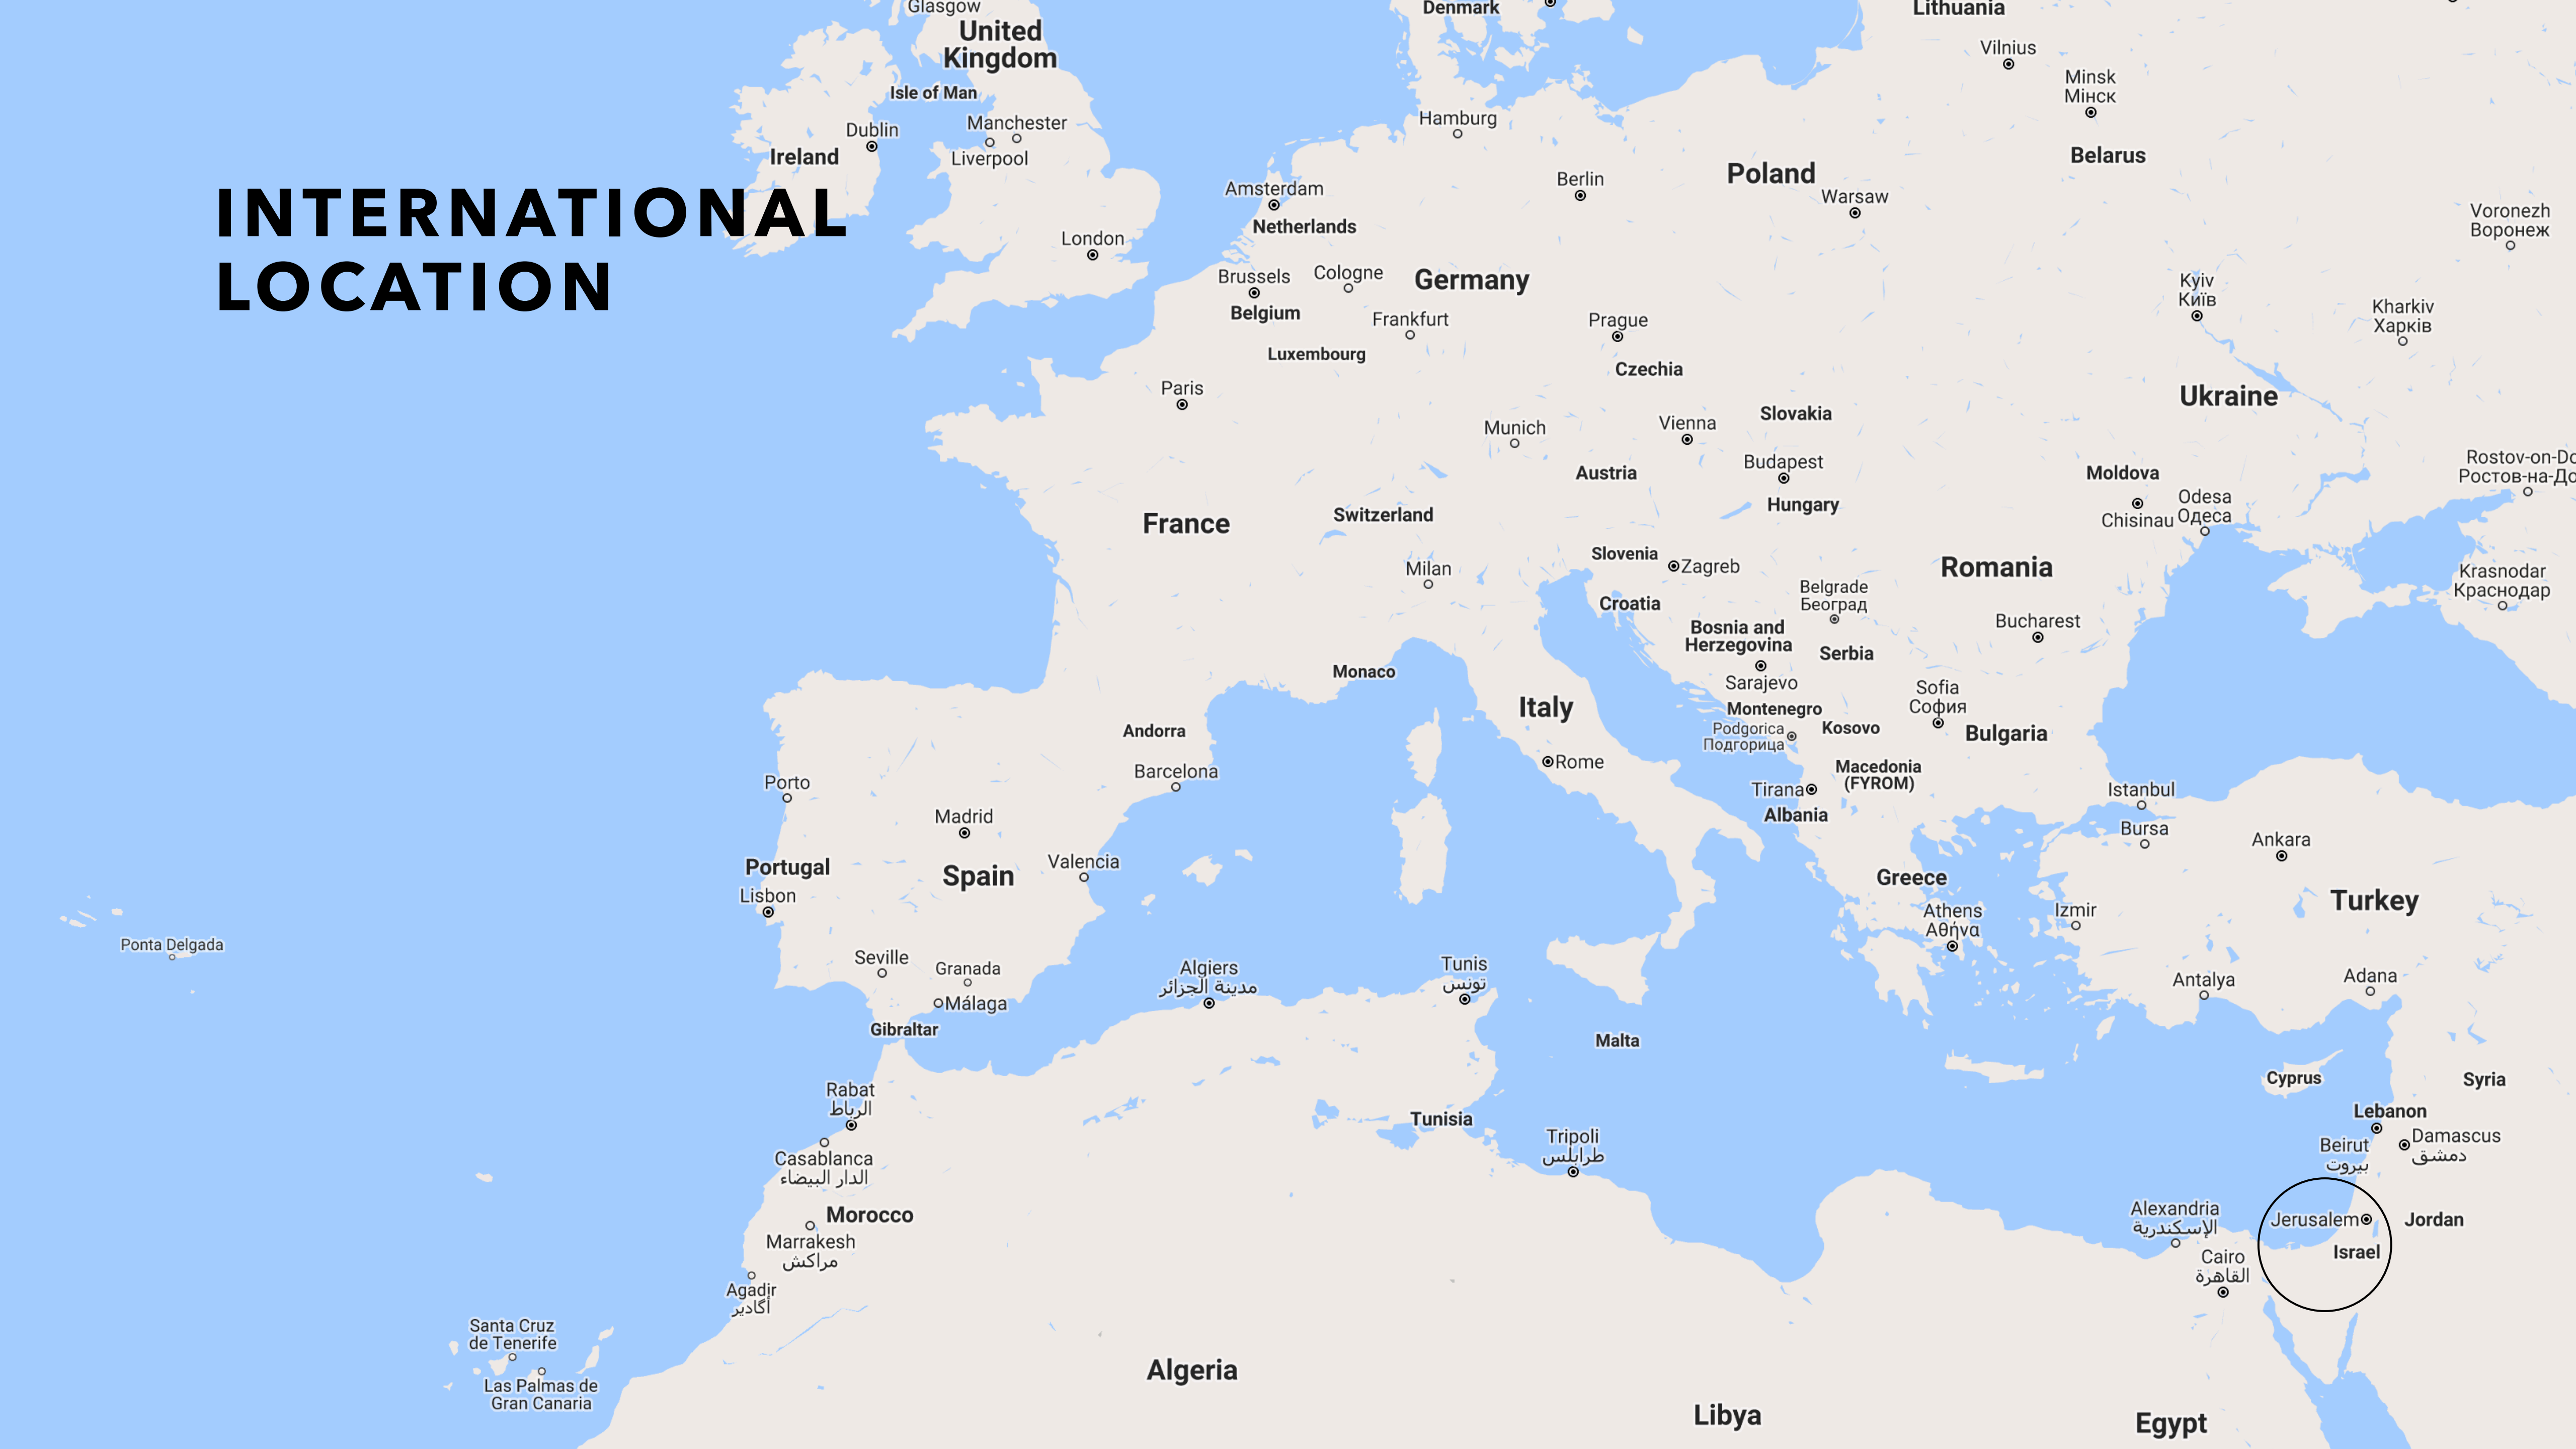 INTERNATIONAL
LOCATION
Glasgow
United
Kingdom
Isle of Man
Dublin
Ireland
Manchester
Liverpool
London
Denmark
Hamburg
Amsterdam
Netherlands
Berlin
Poland
Warsaw
Lithuania
Vilnius
Minsk
Мінск
Belarus
Voronezh
Воронеж
Brussels
Belgium
Cologne
Germany
Frankfurt
Luxembourg
Prague
Czechia
Kyiv
Київ
Kharkiv
Харків
Ukraine
Paris
France
Munich
Vienna
Slovakia
Austria
Budapest
Hungary
Switzerland
Milan
Moldova
Chisinau
Odesa
Одеса
Rostov-on-Do
Ростов-на-До
Slovenia
Zagreb
Croatia
Belgrade
Београд
Romania
Bucharest
Krasnodar
Краснодар
Bosnia and
Herzegovina
Sarajevo
Serbia
Monaco
Italy
Rome
Montenegro
Podgorica
Подгорица
Kosovo
Sofia
София
Bulgaria
Macedonia
(FYROM)
Tirana
Albania
Andorra
Barcelona
Porto
Madrid
Portugal
Lisbon
Spain
Valencia
Seville
Granada
Málaga
Gibraltar
Ponta Delgada
Istanbul
Bursa
Ankara
Turkey
Greece
Athens
Αθήνα
Izmir
Antalya
Adana
Algiers
مدينة الجزائر
Tunis
تونس
Malta
Cyprus
Syria
Lebanon
Beirut
بيروت
Damascus
دمشق
Rabat
الرباط
Casablanca
الدار البيضاء
Morocco
Marrakesh
مراكش
Agadir
أكادير
Tunisia
Tripoli
طرابلس
Alexandria
الإسكندرية
Cairo
القاهرة
Jerusalem
Israel
Jordan
Santa Cruz
de Tenerife
Las Palmas de
Gran Canaria
Algeria
Libya
Egypt